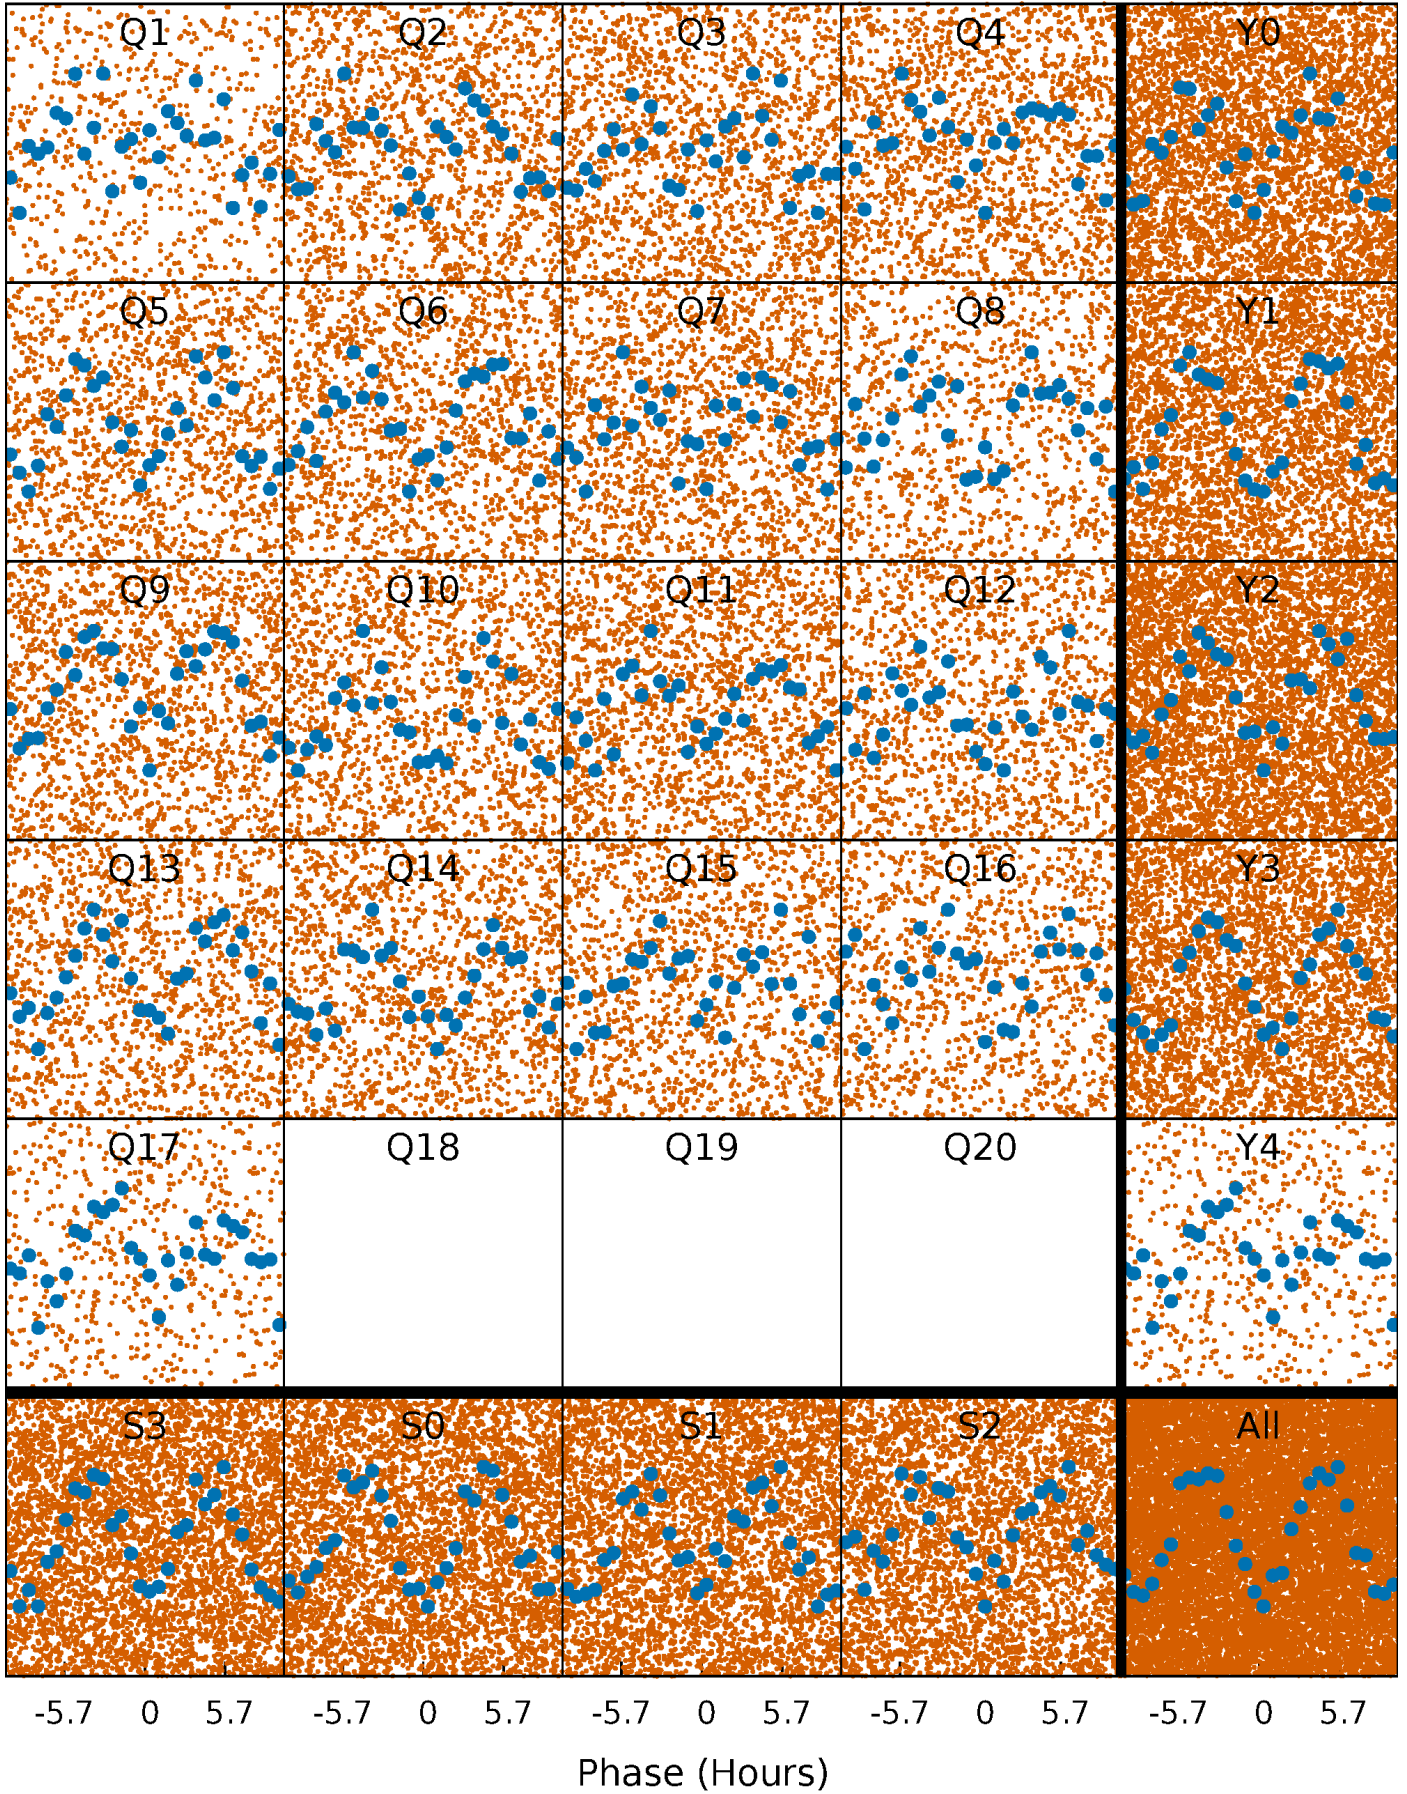 Q1 Q2 Q3 Q4 Y0
Q5 Q6 Q7 Q8 Y1
Q9 Q10 Q11 Q12 Y2
Q13 Q14 Q15 Q16 Y3
Q17 Q18 Q19 Q20 Y4
S3 S0 S1 S2 All
-5.7 0 5.7 -5.7 0 5.7 -5.7 0 5.7 -5.7 0 5.7 -5.7 0 5.7
Phase (Hours)